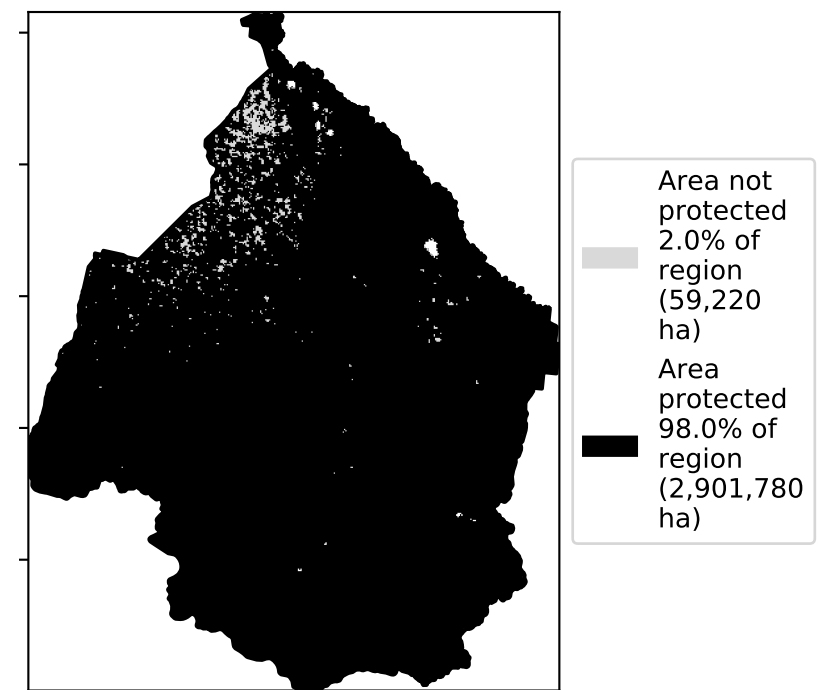 Area not
protected
2.0% of
region
(59,220
ha)
Area
protected
98.0% of
region
(2,901,780
ha)